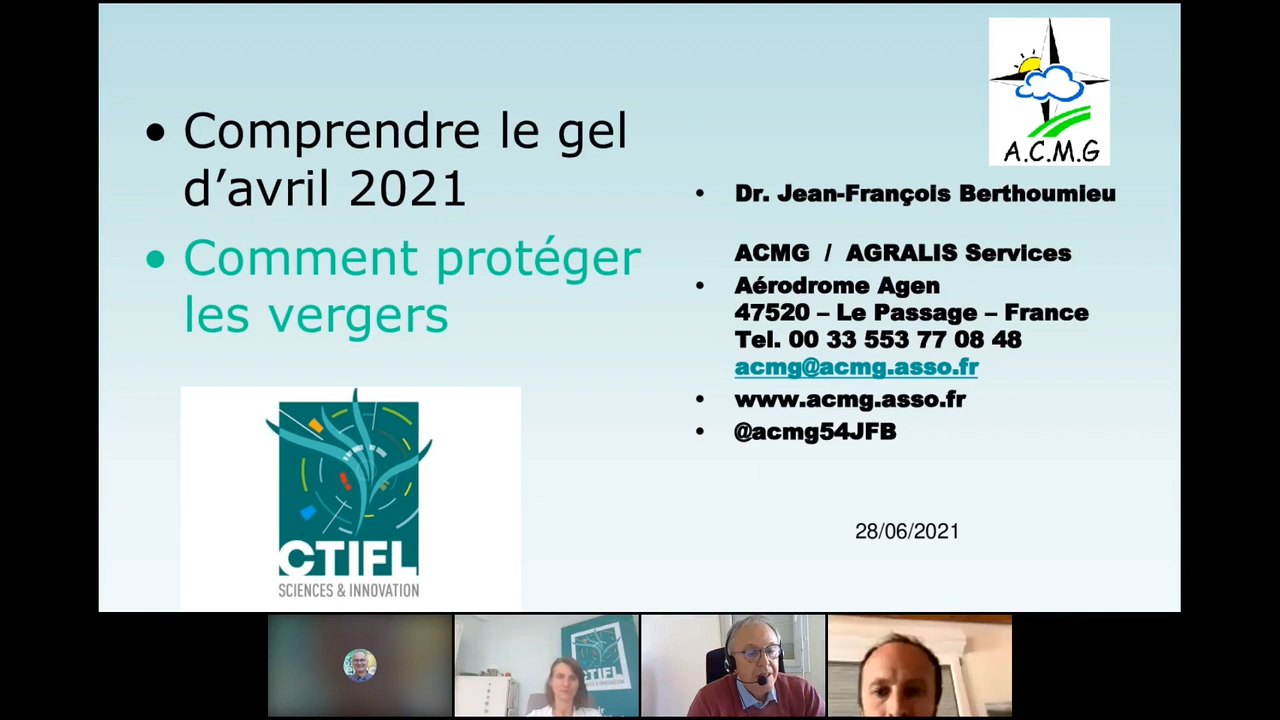 • Comprendre le gel
d’avril 2021
• Comment protéger
les vergers
A.C.M.G
• Dr. Jean-François Berthoumieu
ACMG / AGRALIS Services
• Aérodrome Agen
47520 – Le Passage – France
Tel. 00 33 553 77 08 48
acmg@acmg.asso.fr
• www.acmg.asso.fr
• @acmg54JFB
28/06/2021
CTIFL
SCIENCES & INNOVATION
CTIFL